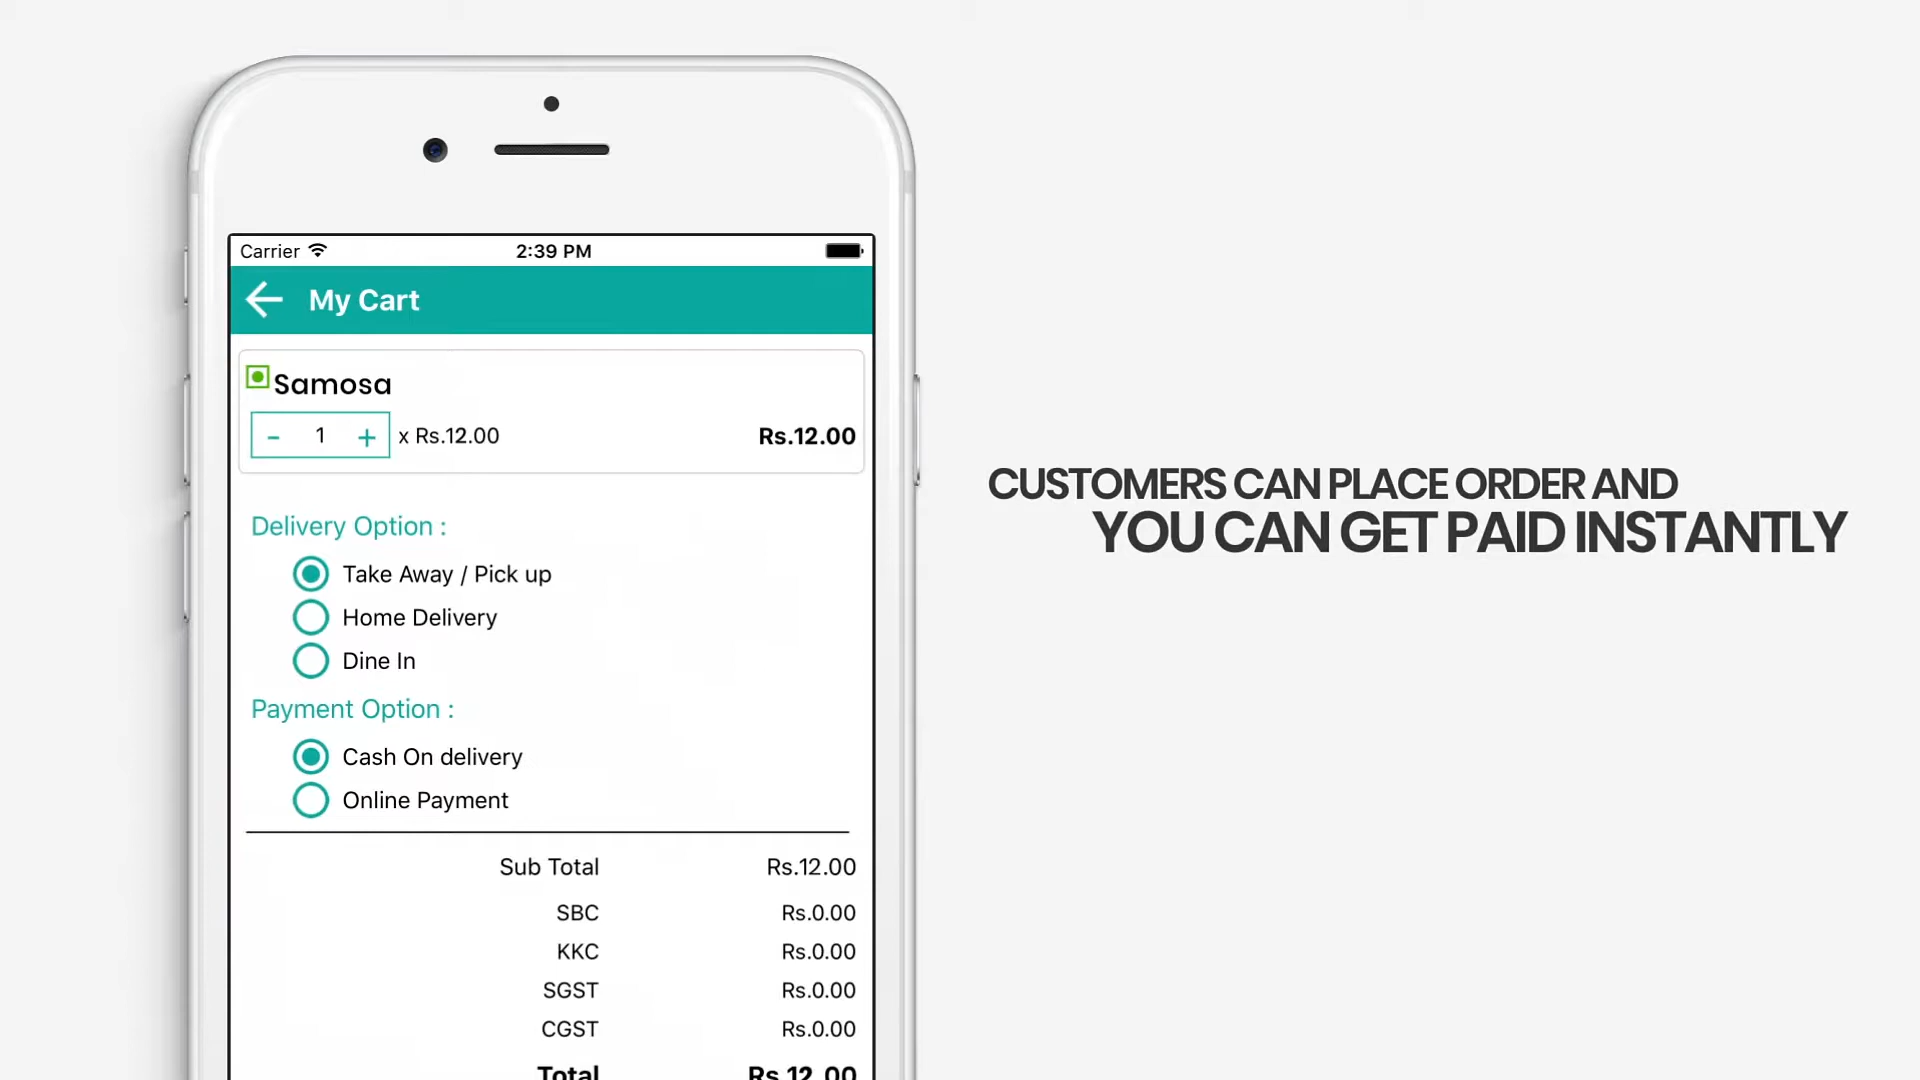 Carrier 2:39 PM
My Cart
Samosa
- 1 + x Rs.12.00 Rs.12.00
Delivery Option :
Take Away / Pick up
Home Delivery
Dine In
Payment Option :
Cash On delivery
Online Payment
Sub Total Rs.12.00
SBC Rs.0.00
KKC Rs.0.00
SGST Rs.0.00
CGST Rs.0.00
Total Rs.12.00
CUSTOMERS CAN PLACE ORDER AND
YOU CAN GET PAID INSTANTLY